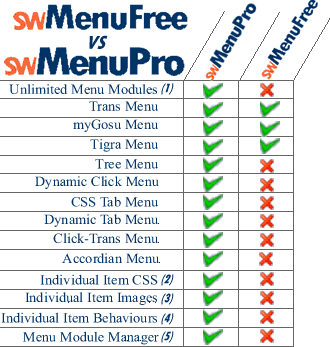 swMenuFree
vs
swMenuPro
swMenuPro
swMenuFree
Unlimited Menu Modules (1)
Trans Menu
myGosu Menu
Tigra Menu
Tree Menu
Dynamic Click Menu
CSS Tab Menu
Dynamic Tab Menu
Click-Trans Menu
Accordian Menu
Individual Item CSS (2)
Individual Item Images (3)
Individual Item Behaviours (4)
Menu Module Manager (5)